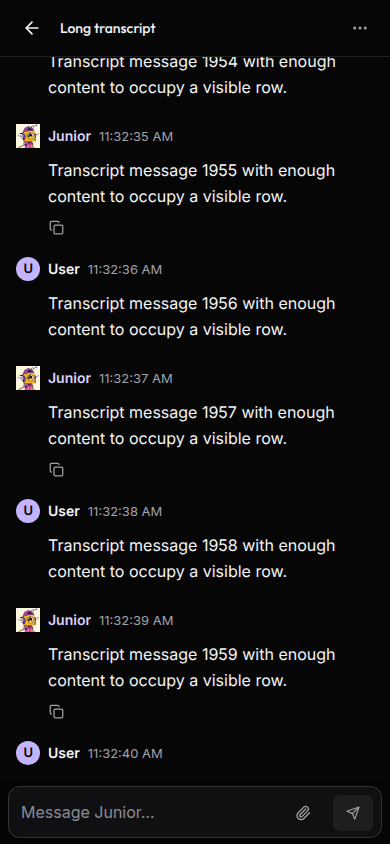 Long transcript
Transcript message 1954 with enough
content to occupy a visible row.
Junior 11:32:35 AM
Transcript message 1955 with enough
content to occupy a visible row.
U User 11:32:36 AM
Transcript message 1956 with enough
content to occupy a visible row.
Junior 11:32:37 AM
Transcript message 1957 with enough
content to occupy a visible row.
U User 11:32:38 AM
Transcript message 1958 with enough
content to occupy a visible row.
Junior 11:32:39 AM
Transcript message 1959 with enough
content to occupy a visible row.
U User 11:32:40 AM
Message Junior...